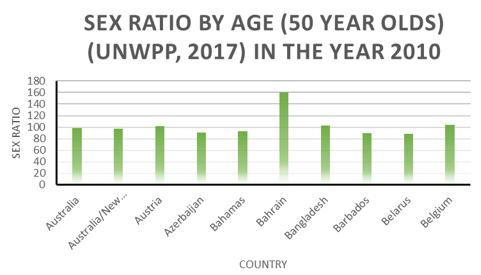 SEX RATIO BY AGE (50 YEAR OLDS)
(UNWPP, 2017) IN THE YEAR 2010
SEX RATIO
180
160
140
120
100
80
60
40
20
0
Australia
Australia/New...
Austria
Azerbaijan
Bahamas
Bahrain
Bangladesh
Barbados
Belarus
Belgium
COUNTRY